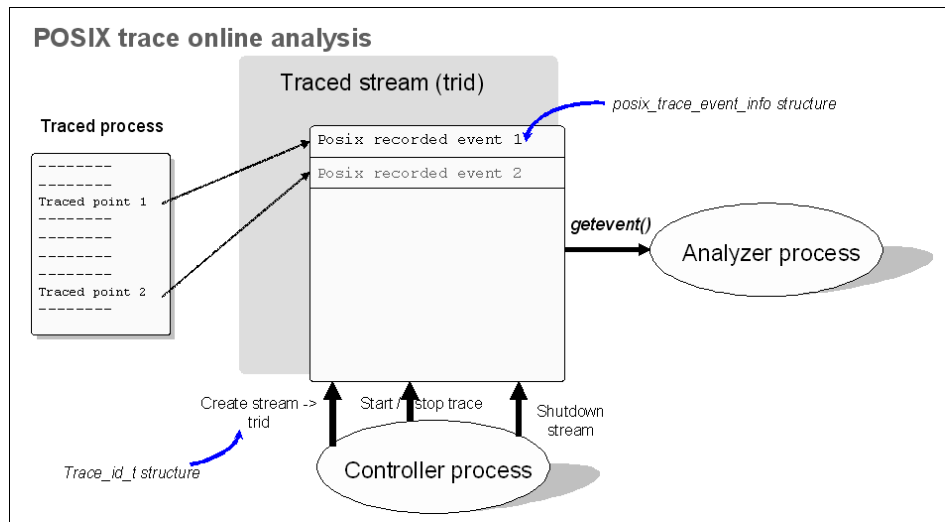 POSIX trace online analysis
Traced stream (trid)
posix_trace_event_info structure
Traced process
Posix recorded event 1
Posix recorded event 2
--------
--------
Traced point 1
--------
--------
--------
--------
Traced point 2
--------
getevent()
Analyzer process
Create stream ->
trid
Start / stop trace
Shutdown
stream
Trace_id_t structure
Controller process